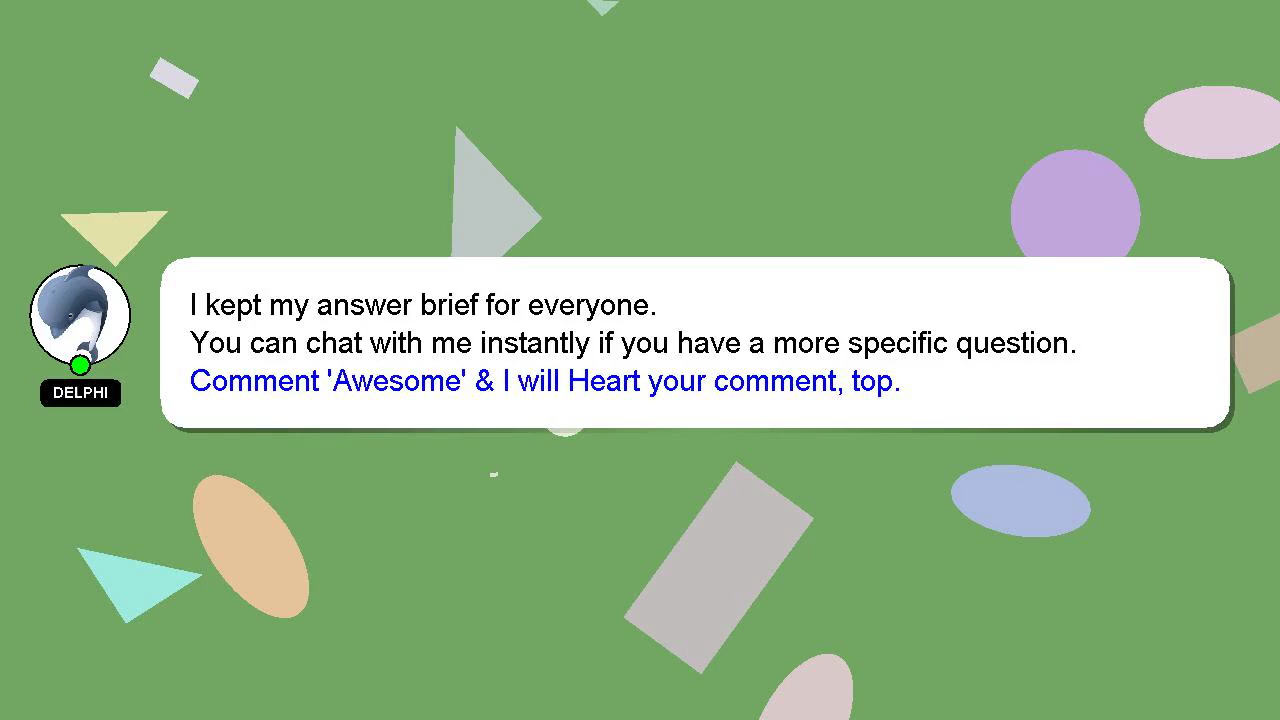 I kept my answer brief for everyone.
You can chat with me instantly if you have a more specific question.
Comment 'Awesome' & I will Heart your comment, top.
DELPHI